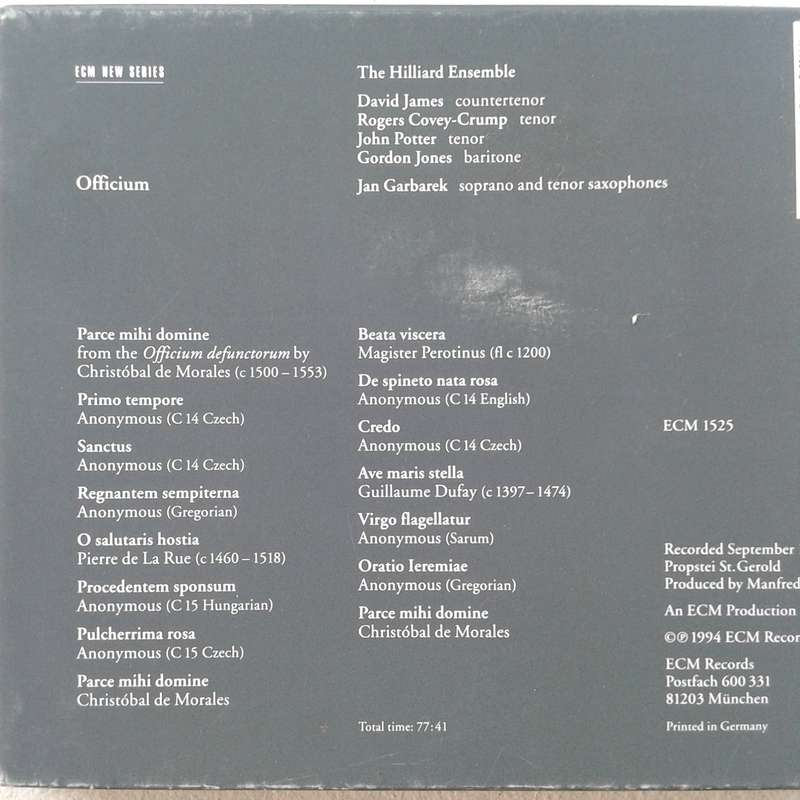 ECM NEW SERIES
Officium
The Hilliard Ensemble
David James countertenor
Rogers Covey-Crump tenor
John Potter tenor
Gordon Jones baritone
Jan Garbarek soprano and tenor saxophones
Parce mihi domine
from the Officium defunctorum by
Christóbal de Morales (c 1500 – 1553)
Primo tempore
Anonymous (C 14 Czech)
Sanctus
Anonymous (C 14 Czech)
Regnantem sempiterna
Anonymous (Gregorian)
O salutaris hostia
Pierre de La Rue (c 1460 – 1518)
Procedentem sponsum
Anonymous (C 15 Hungarian)
Pulcherrima rosa
Anonymous (C 15 Czech)
Parce mihi domine
Christóbal de Morales
Beata viscera
Magister Perotinus (fl c 1200)
De spineto nata rosa
Anonymous (C 14 English)
Credo
Anonymous (C 14 Czech)
Ave maris stella
Guillaume Dufay (c 1397 – 1474)
Virgo flagellatur
Anonymous (Sarum)
Oratio Ieremiae
Anonymous (Gregorian)
Parce mihi domine
Christóbal de Morales
Total time: 77:41
ECM 1525
Recorded September
Propstei St. Gerold
Produced by Manfred
An ECM Production
©℗ 1994 ECM Recor
ECM Records
Postfach 600 331
81203 München
Printed in Germany